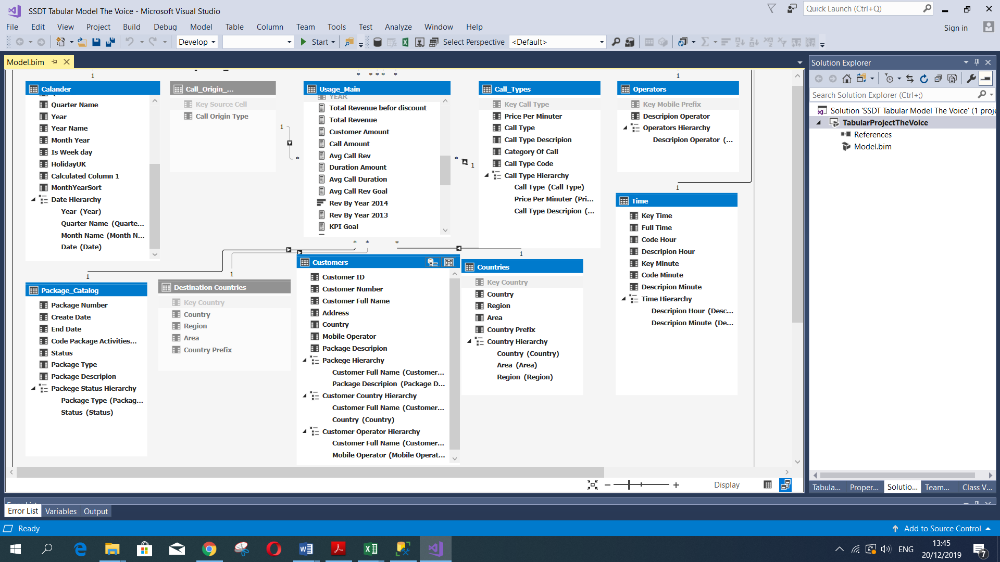 SSDT Tabular Model The Voice - Microsoft Visual Studio
Quick Launch (Ctrl+Q)
File Edit View Project Build Debug Model Table Column Team Tools Test Analyze Window Help
Sign in
Develop Start Select Perspective <Default>
Model.bim
1 * * * * * 1
Calander
Quarter Name
Year
Year Name
Month Year
Is Week day
HolidayUK
Calculated Column 1
MonthYearSort
Date Hierarchy
Year (Year)
Quarter Name (Quarte...
Month Name (Month N...
Date (Date)
Call_Origin_...
Key Source Cell
Call Origin Type
1
*
Usage_Main
YEAR
Total Revenue befor discount
Total Revenue
Customer Amount
Call Amount
Avg Call Rev
Duration Amount
Avg Call Duration
Avg Call Rev Goal
Rev By Year 2014
Rev By Year 2013
KPI Goal
* 1
Call_Types
Key Call Type
Price Per Minuter
Call Type
Call Type Descripion
Category Of Call
Call Type Code
Call Type Hierarchy
Call Type (Call Type)
Price Per Minuter (Pri...
Call Type Descripion (...
Operators
Key Mobile Prefix
Descripion Operator
Operators Hierarchy
Descripion Operator (...
1
Time
Key Time
Full Time
Code Hour
Descripion Hour
Key Minute
Code Minute
Descripion Minute
Time Hierarchy
Descripion Hour (Desc...
Descripion Minute (De...
* * *
1 1 1
Package_Catalog
Package Number
Create Date
End Date
Code Package Activities...
Status
Package Type
Package Descripion
Packege Status Hierarchy
Package Type (Packag...
Status (Status)
Destination Countries
Key Country
Country
Region
Area
Country Prefix
Customers
Customer ID
Customer Number
Customer Full Name
Address
Country
Mobile Operator
Package Descripion
Packege Hierarchy
Customer Full Name (Customer...
Package Descripion (Package D...
Customer Country Hierarchy
Customer Full Name (Customer...
Country (Country)
Customer Operator Hierarchy
Customer Full Name (Customer...
Mobile Operator (Mobile Operat...
Countries
Key Country
Country
Region
Area
Country Prefix
Country Hierarchy
Country (Country)
Area (Area)
Region (Region)
Display
Solution Explorer
Search Solution Explorer (Ctrl+;)
Solution 'SSDT Tabular Model The Voice' (1 proje
TabularProjectTheVoice
References
Model.bim
Tabula... Proper... Solutio... Team... Class V...
Error List
Error List Variables Output
Ready
Add to Source Control
ENG
13:45
20/12/2019
7